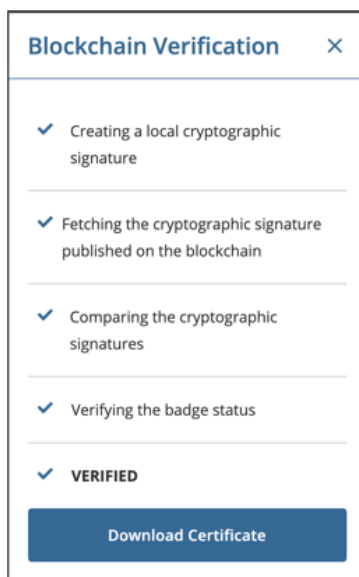 Blockchain Verification
Creating a local cryptographic
signature
Fetching the cryptographic signature
published on the blockchain
Comparing the cryptographic
signatures
Verifying the badge status
VERIFIED
Download Certificate